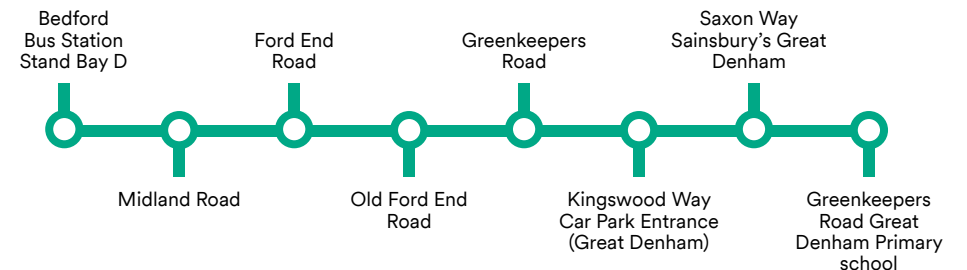 Bedford
Bus Station
Stand Bay D
Midland Road
Ford End
Road
Old Ford End
Road
Greenkeepers
Road
Kingswood Way
Car Park Entrance
(Great Denham)
Saxon Way
Sainsbury’s Great
Denham
Greenkeepers
Road Great
Denham Primary
school